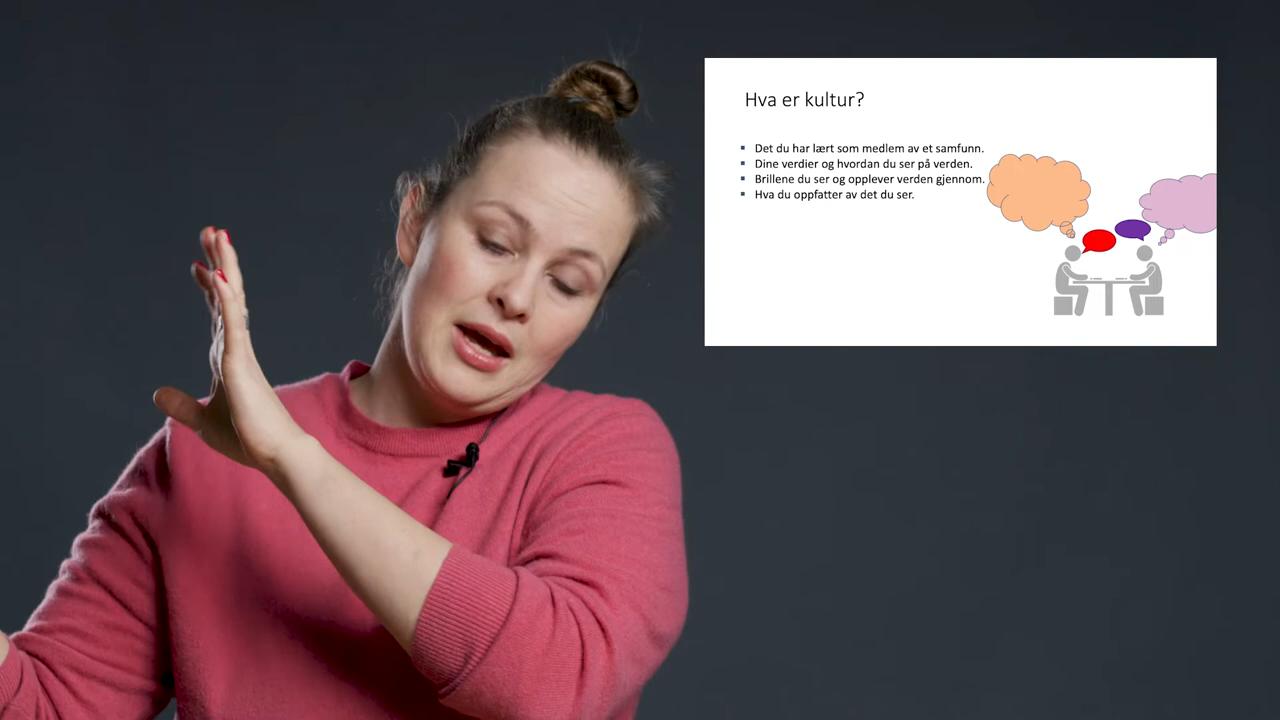 Hva er kultur?
Det du har lært som medlem av et samfunn.
Dine verdier og hvordan du ser på verden.
Brillene du ser og opplever verden gjennom.
Hva du oppfatter av det du ser.